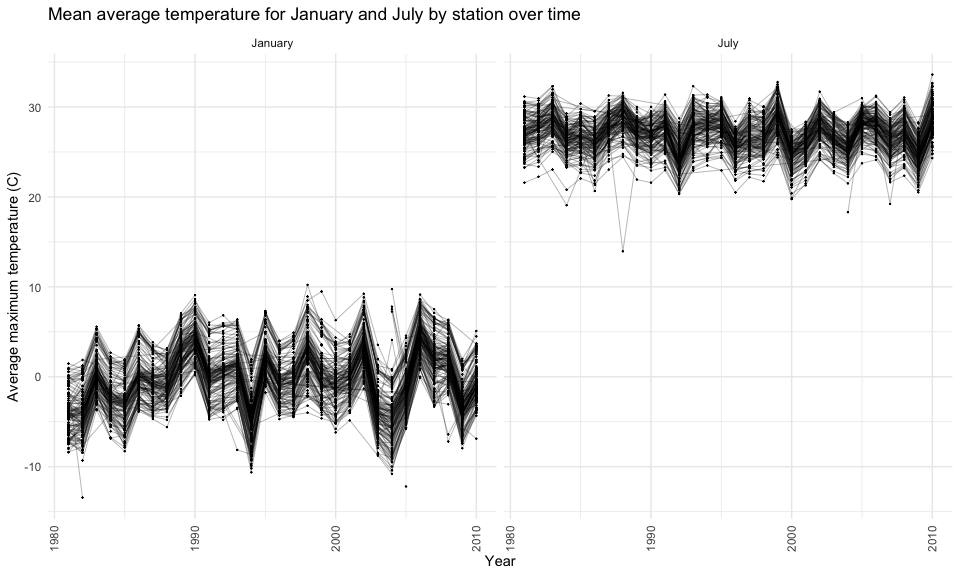 Mean average temperature for January and July by station over time
January
July
Average maximum temperature (C)
30
20
10
0
-10
1980
1990
2000
2010
1980
1990
2000
2010
Year